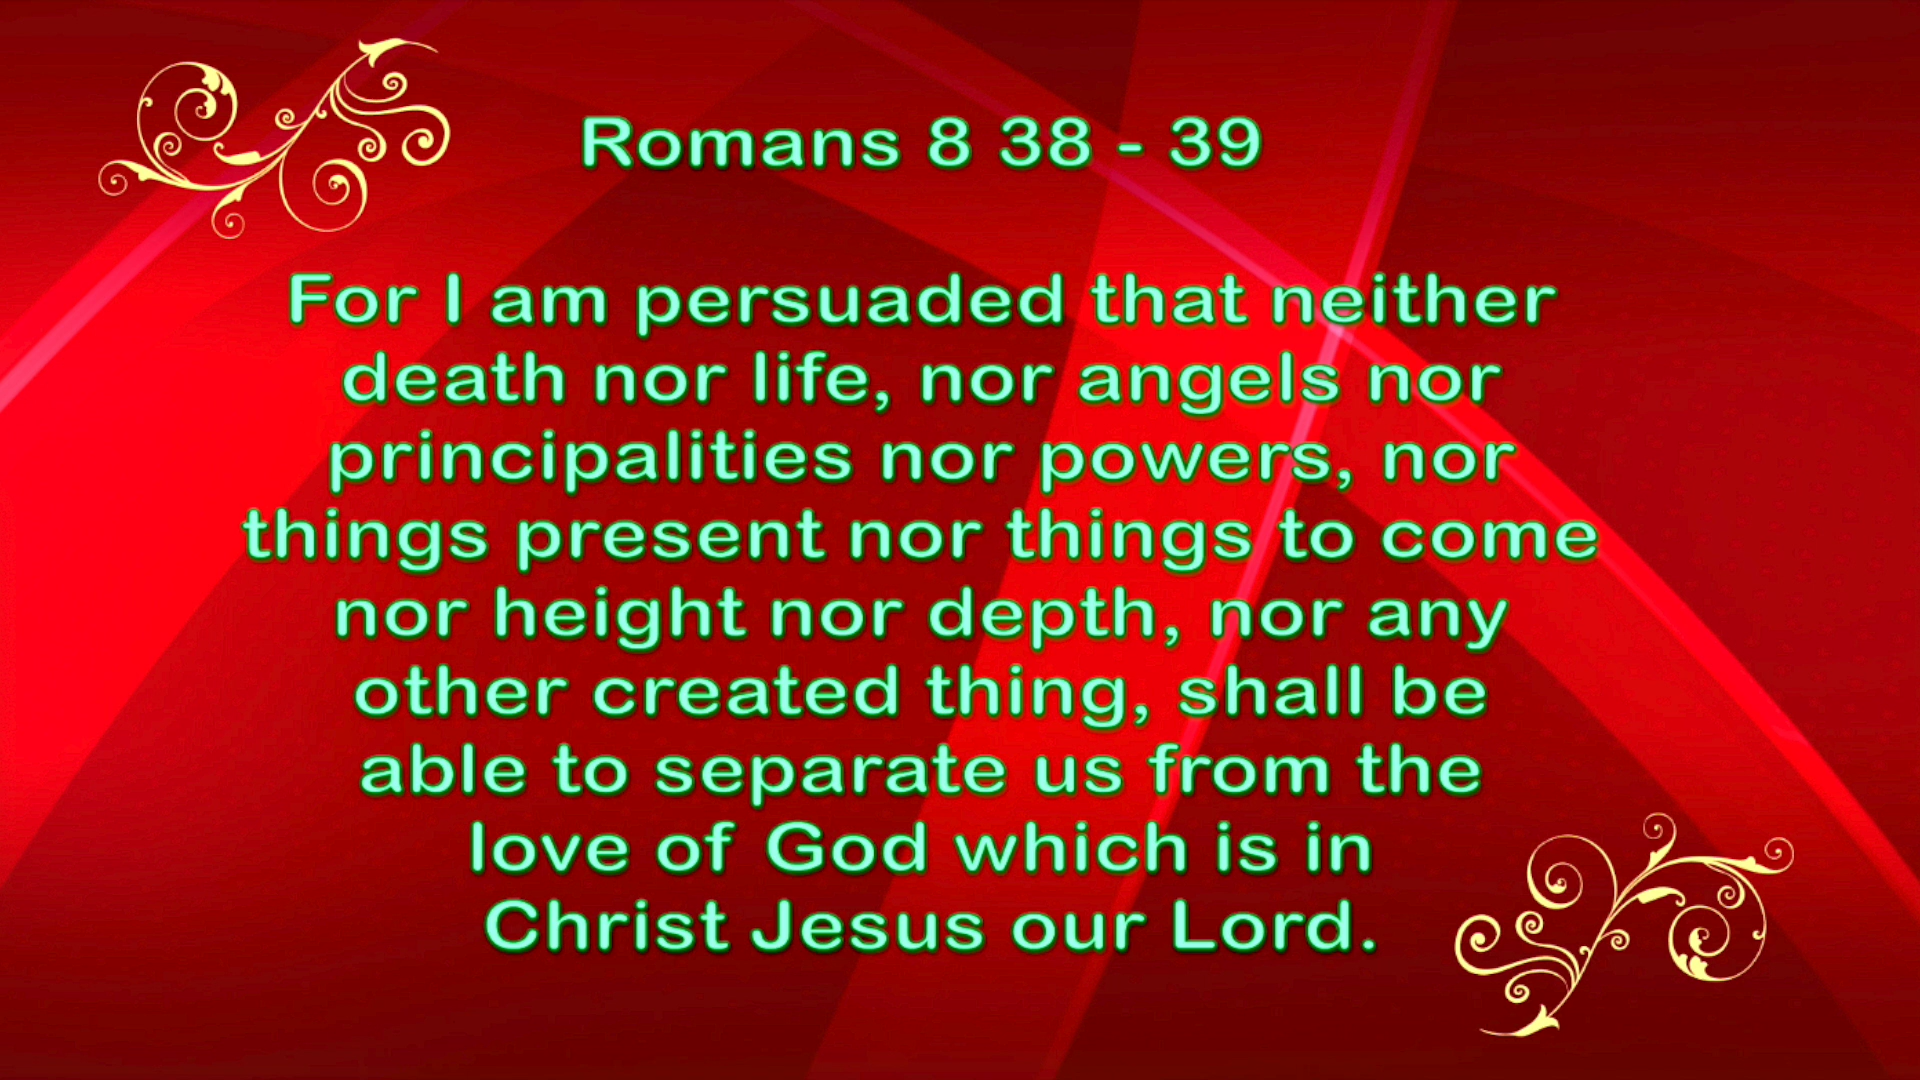 Romans 8 38 - 39
For I am persuaded that neither
death nor life, nor angels nor
principalities nor powers, nor
things present nor things to come
nor height nor depth, nor any
other created thing, shall be
able to separate us from the
love of God which is in
Christ Jesus our Lord.